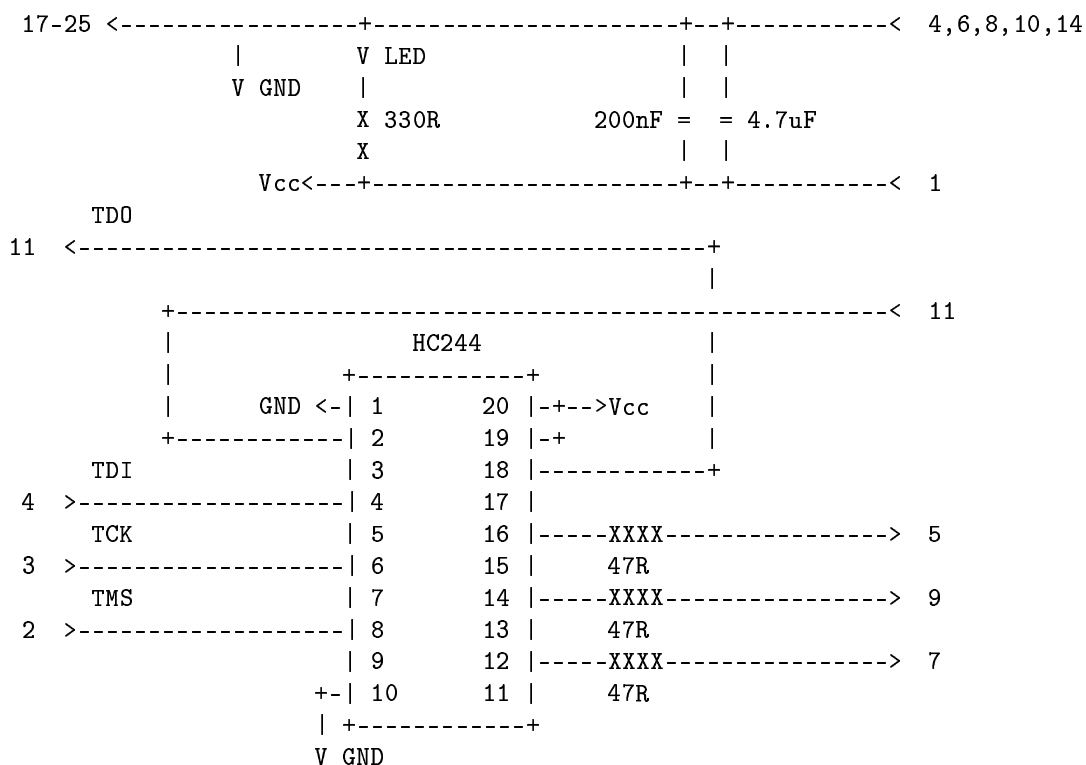 17-25 <-----------------+----------------------+--+-----------< 4,6,8,10,14
| V LED | |
V GND | | |
X 330R 200nF = = 4.7uF
X | |
Vcc<---+----------------------+--+-----------< 1
TDO
11 <---------------------------------------------+
|
+---------------------------------------------------< 11
| HC244 |
| +------------+ |
| GND <-| 1 20 |-+-->Vcc |
+------------| 2 19 |-+ |
TDI | 3 18 |------------+
4 >-------------------| 4 17 |
TCK | 5 16 |-----XXXX----------------> 5
3 >-------------------| 6 15 | 47R
TMS | 7 14 |-----XXXX----------------> 9
2 >-------------------| 8 13 | 47R
| 9 12 |-----XXXX----------------> 7
+-| 10 11 | 47R
| +------------+
V GND